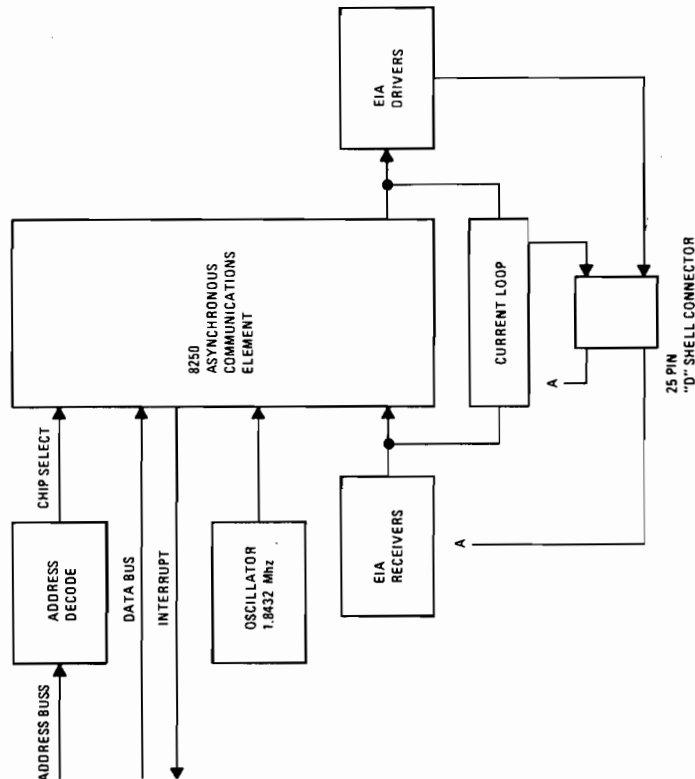 ADDRESS BUSS
ADDRESS
DECODE
CHIP SELECT
DATA BUS
INTERRUPT
OSCILLATOR
1.8432 Mhz
8250
ASYNCHRONOUS
COMMUNICATIONS
ELEMENT
EIA
RECEIVERS
EIA
DRIVERS
A
CURRENT LOOP
A
25 PIN
"D" SHELL CONNECTOR